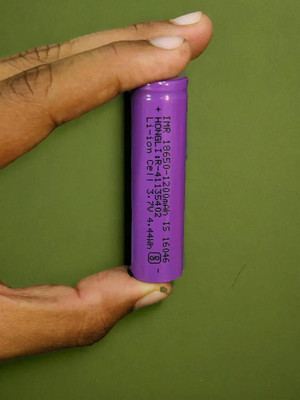 IMR 18650-1200mAh IS 16046
+ HONGLI:R-41135402
Li-ion Cell 3.7V 4.44Wh -